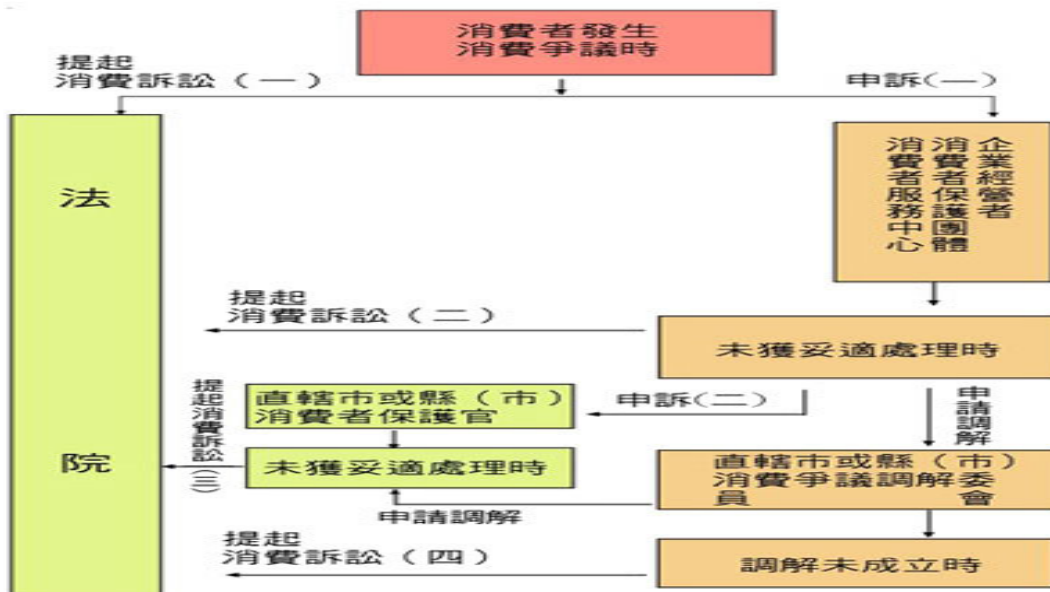 消費者發生
消費爭議時
提起
消費訴訟（一）
申訴(一)
法院
企業經營者
消費者保護團體
消費者服務中心
提起
消費訴訟（二）
未獲妥適處理時
提起消費訴訟(三)
直轄市或縣（市）
消費者保護官
申訴(二)
申請調解
未獲妥適處理時
直轄市或縣（市）
消費爭議調解委
員會
申請調解
提起
消費訴訟（四）
調解未成立時